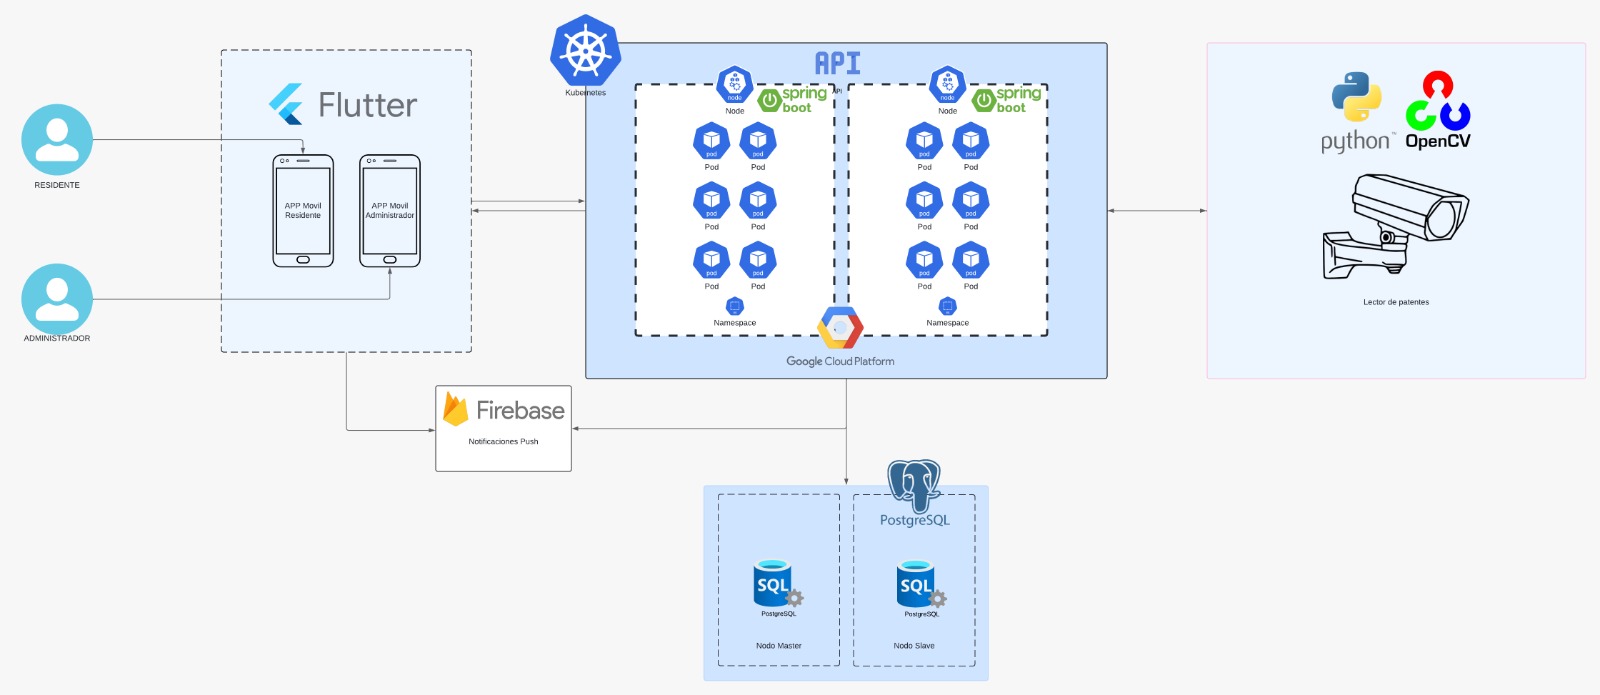 RESIDENTE
ADMINISTRADOR
Flutter
APP Movil
Residente
APP Movil
Administrador
Kubernetes
API
API
node
Node
spring
boot
pod
Pod
pod
Pod
pod
Pod
pod
Pod
pod
Pod
pod
Pod
Namespace
node
Node
spring
boot
pod
Pod
pod
Pod
pod
Pod
pod
Pod
pod
Pod
pod
Pod
Namespace
Google Cloud Platform
python™
OpenCV
Lector de patentes
Firebase
Notificaciones Push
PostgreSQL
SQL
PostgreSQL
Nodo Master
SQL
PostgreSQL
Nodo Slave